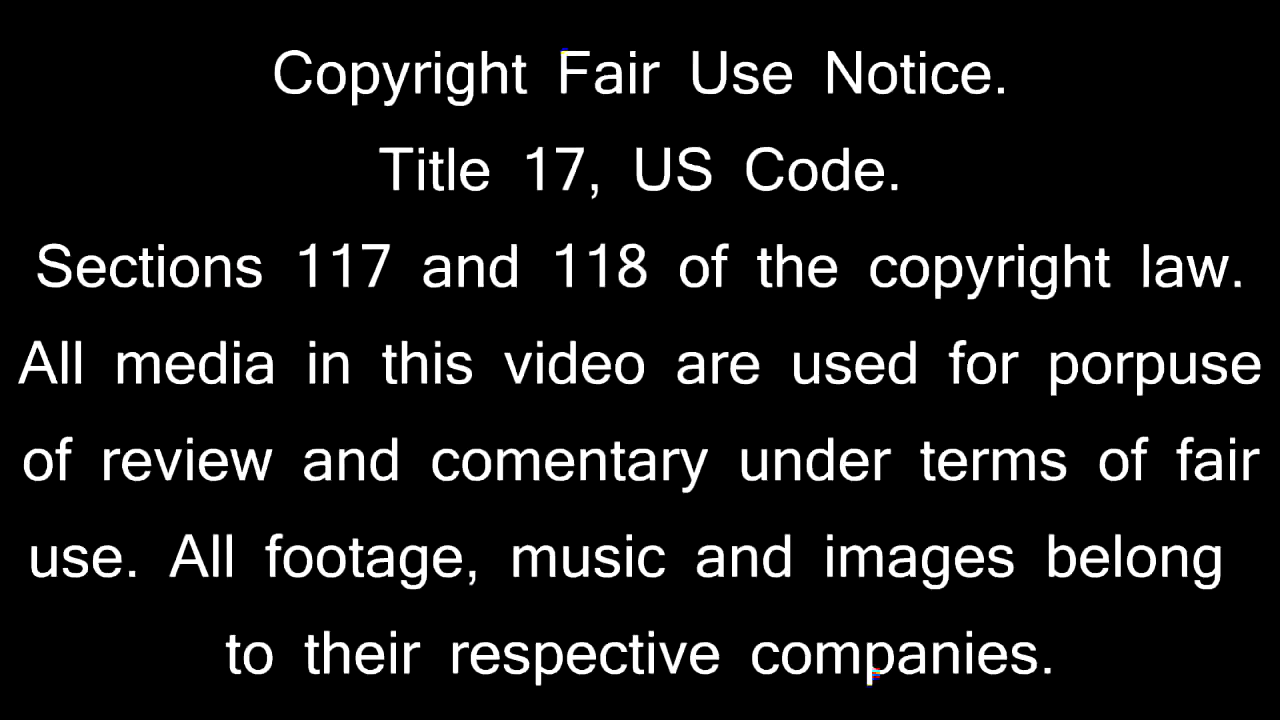 Copyright Fair Use Notice.
Title 17, US Code.
Sections 117 and 118 of the copyright law.
All media in this video are used for porpuse
of review and comentary under terms of fair
use. All footage, music and images belong
to their respective companies.